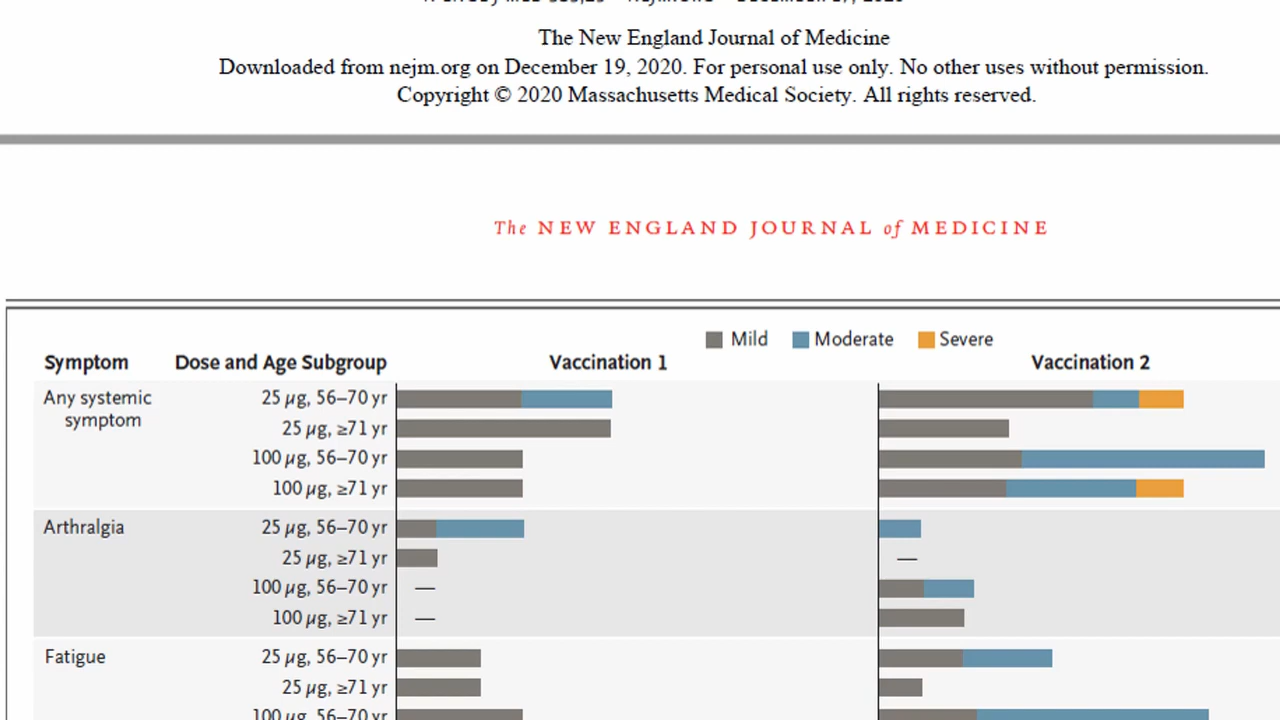 The New England Journal of Medicine
Downloaded from nejm.org on December 19, 2020. For personal use only. No other uses without permission.
Copyright © 2020 Massachusetts Medical Society. All rights reserved.
The NEW ENGLAND JOURNAL of MEDICINE
Mild Moderate Severe
Symptom Dose and Age Subgroup Vaccination 1 Vaccination 2
Any systemic symptom 25 µg, 56–70 yr
25 µg, ≥71 yr
100 µg, 56–70 yr
100 µg, ≥71 yr
Arthralgia 25 µg, 56–70 yr
25 µg, ≥71 yr —
100 µg, 56–70 yr —
100 µg, ≥71 yr —
Fatigue 25 µg, 56–70 yr
25 µg, ≥71 yr
100 µg, 56–70 yr